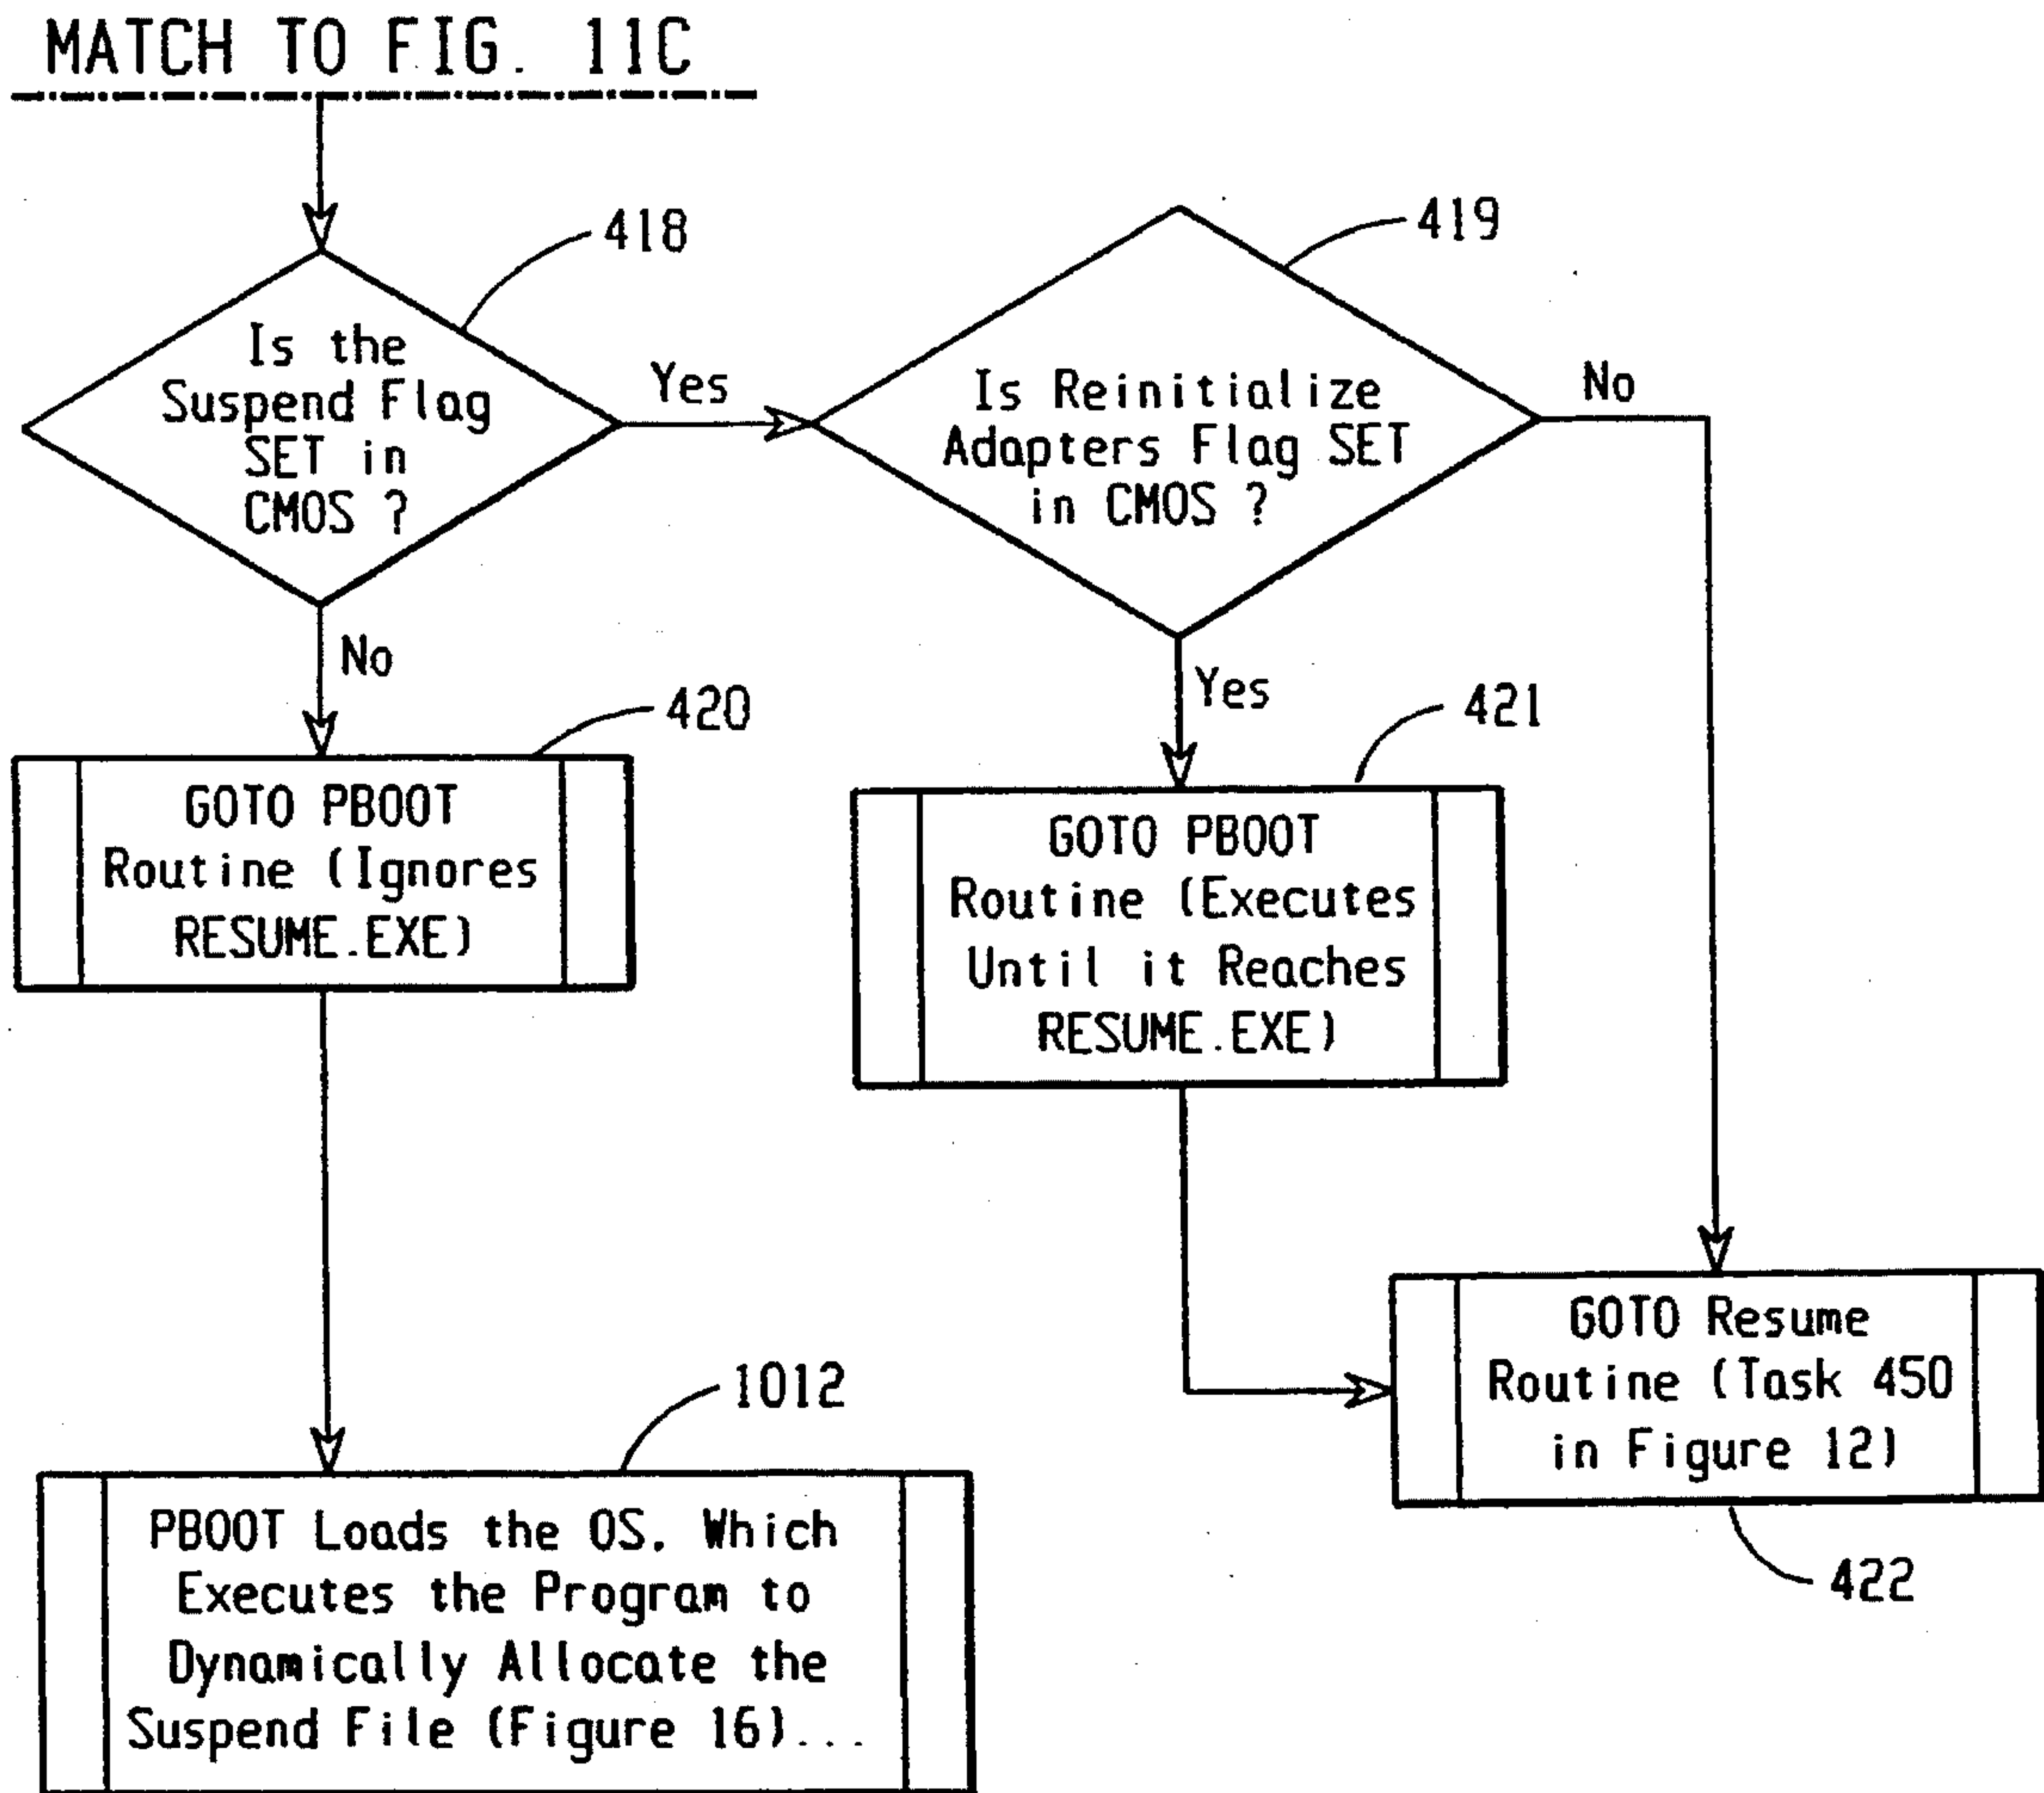 MATCH TO FIG. 11C
418
Is the
Suspend Flag
SET in
CMOS ?
Yes
No
419
Is Reinitialize
Adapters Flag SET
in CMOS ?
No
Yes
420
GOTO PBOOT
Routine (Ignores
RESUME.EXE)
421
GOTO PBOOT
Routine (Executes
Until it Reaches
RESUME.EXE)
GOTO Resume
Routine (Task 450
in Figure 12)
422
1012
PBOOT Loads the OS, Which
Executes the Program to
Dynamically Allocate the
Suspend File (Figure 16)...